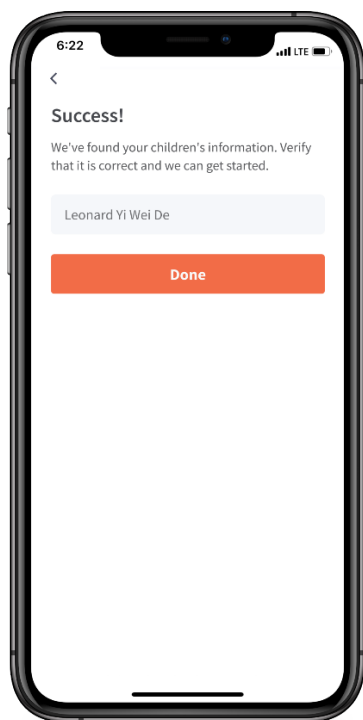 6:22
LTE
Success!
We've found your children's information. Verify
that it is correct and we can get started.
Leonard Yi Wei De
Done